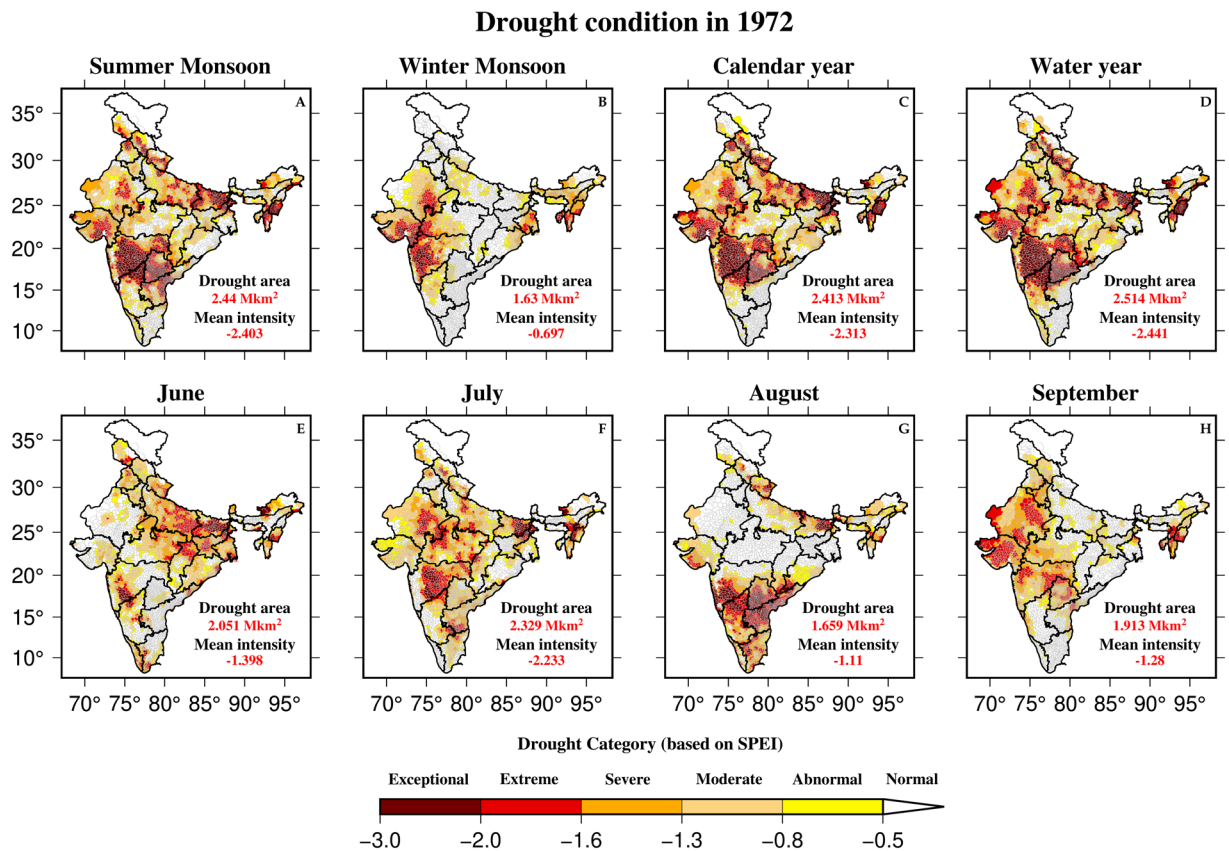 Drought condition in 1972
Summer Monsoon
Winter Monsoon
Calendar year
Water year
A
B
C
D
35°
30°
25°
20°
15°
10°
Drought area
2.44 Mkm²
Mean intensity
-2.403
Drought area
1.63 Mkm²
Mean intensity
-0.697
Drought area
2.413 Mkm²
Mean intensity
-2.313
Drought area
2.514 Mkm²
Mean intensity
-2.441
June
July
August
September
E
F
G
H
35°
30°
25°
20°
15°
10°
Drought area
2.051 Mkm²
Mean intensity
-1.398
Drought area
2.329 Mkm²
Mean intensity
-2.233
Drought area
1.659 Mkm²
Mean intensity
-1.11
Drought area
1.913 Mkm²
Mean intensity
-1.28
70° 75° 80° 85° 90° 95°
70° 75° 80° 85° 90° 95°
70° 75° 80° 85° 90° 95°
70° 75° 80° 85° 90° 95°
Drought Category (based on SPEI)
Exceptional Extreme Severe Moderate Abnormal Normal
−3.0 −2.0 −1.6 −1.3 −0.8 −0.5